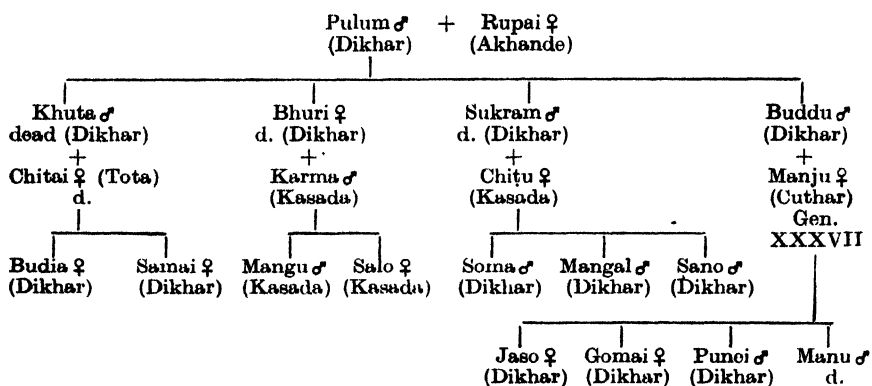 Pulum ♂ + Rupai ♀
(Dikhar) (Akhande)
Khuta ♂ Bhuri ♀ Sukram ♂ Buddu ♂
dead (Dikhar) d. (Dikhar) d. (Dikhar) (Dikhar)
+ + + +
Chitai ♀ (Tota) Karma ♂ Chiṭu ♀ Manju ♀
d. (Kasada) (Kasada) (Cuthar)
Gen.
XXXVII
Budia ♀ Samai ♀ Mangu ♂ Salo ♀ Soma ♂ Mangal ♂ Sano ♂
(Dikhar) (Dikhar) (Kasada) (Kasada) (Dikhar) (Dikhar) (Dikhar)
Jaso ♀ Gomai ♀ Punei ♂ Manu ♂
(Dikhar) (Dikhar) (Dikhar) d.